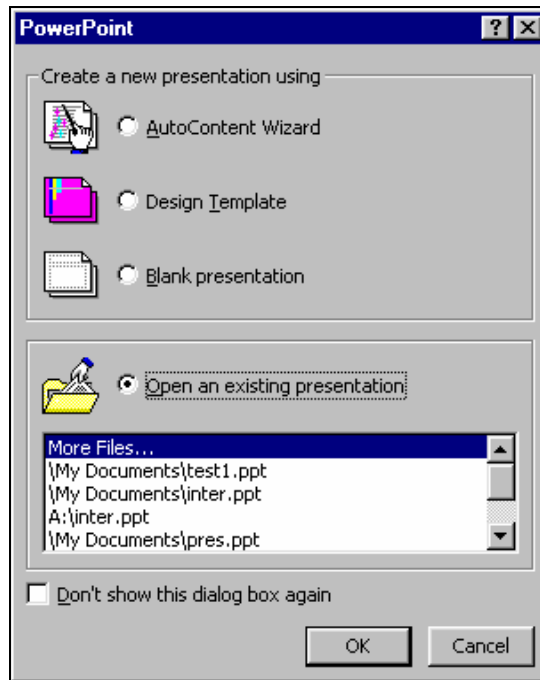 PowerPoint
Create a new presentation using
AutoContent Wizard
Design Template
Blank presentation
Open an existing presentation
More Files...
\My Documents\test1.ppt
\My Documents\inter.ppt
A:\inter.ppt
\My Documents\pres.ppt
Don't show this dialog box again
OK Cancel